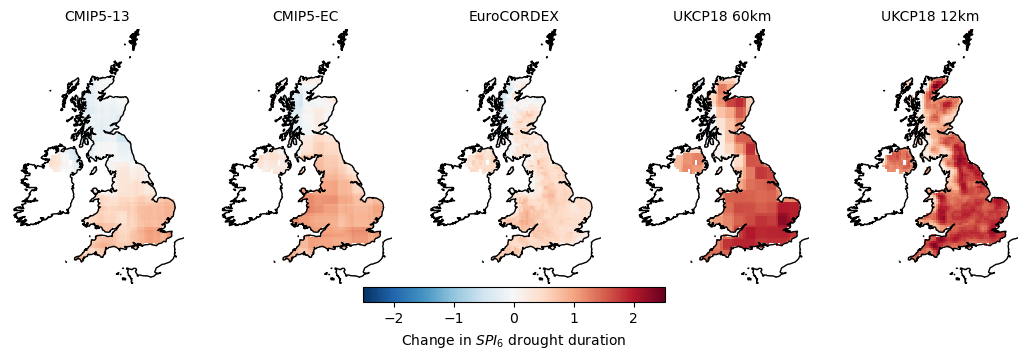 CMIP5-13 CMIP5-EC EuroCORDEX UKCP18 60km UKCP18 12km
−2 −1 0 1 2
Change in SPI₆ drought duration